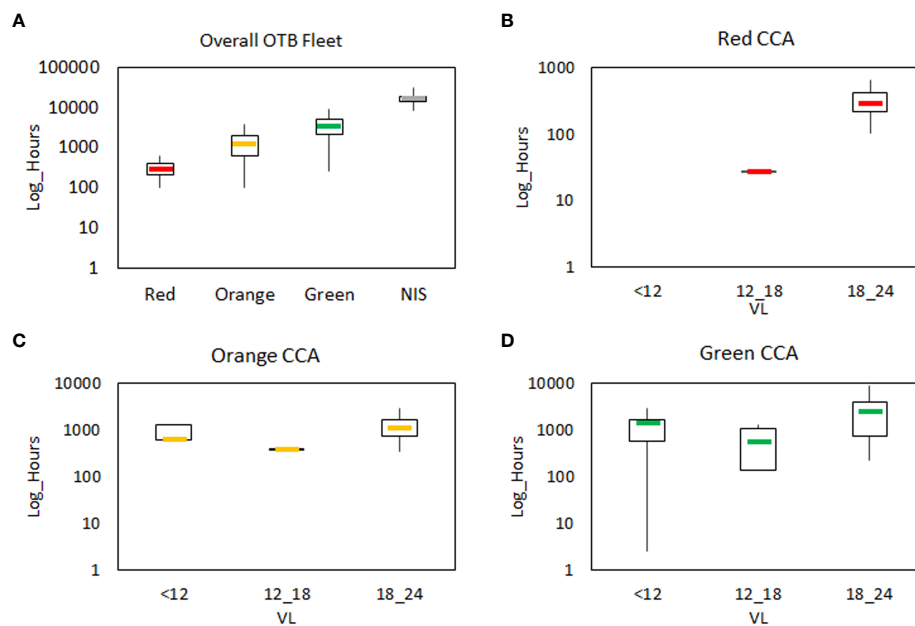 A
Overall OTB Fleet
Log_Hours
100000
10000
1000
100
10
1
Red Orange Green NIS
B
Red CCA
Log_Hours
1000
100
10
1
<12 12_18 18_24
VL
C
Orange CCA
Log_Hours
10000
1000
100
10
1
<12 12_18 18_24
VL
D
Green CCA
Log_Hours
10000
1000
100
10
1
<12 12_18 18_24
VL